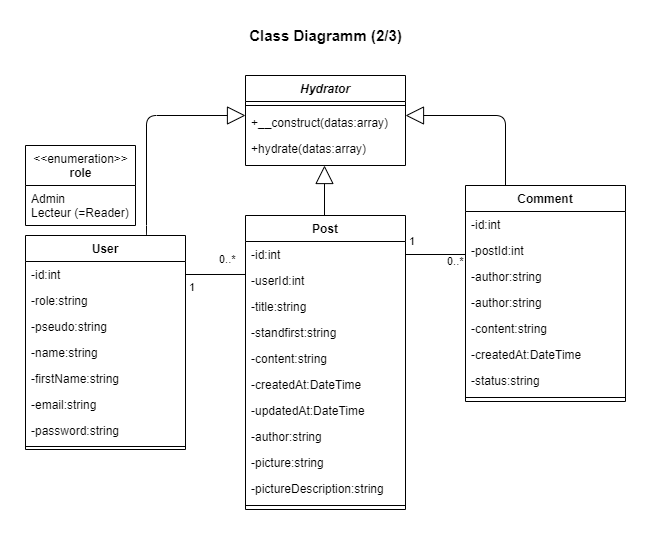 Class Diagramm (2/3)
Hydrator
+__construct(datas:array)
+hydrate(datas:array)
<<enumeration>>
role
Admin
Lecteur (=Reader)
User
-id:int
-role:string
-pseudo:string
-name:string
-firstName:string
-email:string
-password:string
1
0..*
Post
-id:int
-userId:int
-title:string
-standfirst:string
-content:string
-createdAt:DateTime
-updatedAt:DateTime
-author:string
-picture:string
-pictureDescription:string
1
0..*
Comment
-id:int
-postId:int
-author:string
-author:string
-content:string
-createdAt:DateTime
-status:string